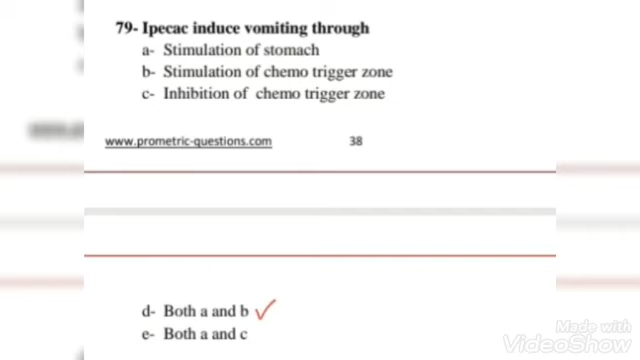 79- Ipecac induce vomiting through
a- Stimulation of stomach
b- Stimulation of chemo trigger zone
c- Inhibition of chemo trigger zone
www.prometric-questions.com 38
d- Both a and b
e- Both a and c
Made with
VideoShow